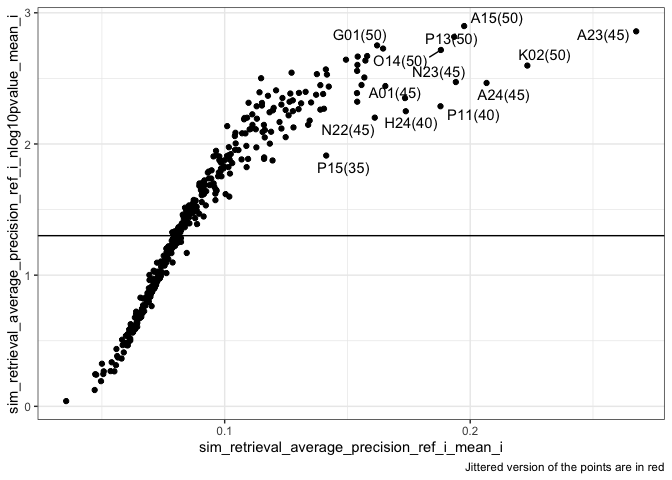 sim_retrieval_average_precision_ref_i_nlog10pvalue_mean_i
3
2
1
0
A15(50)
G01(50)
P13(50)
A23(45)
O14(50)
K02(50)
N23(45)
A01(45)
A24(45)
P11(40)
N22(45)
H24(40)
P15(35)
0.1
0.2
sim_retrieval_average_precision_ref_i_mean_i
Jittered version of the points are in red